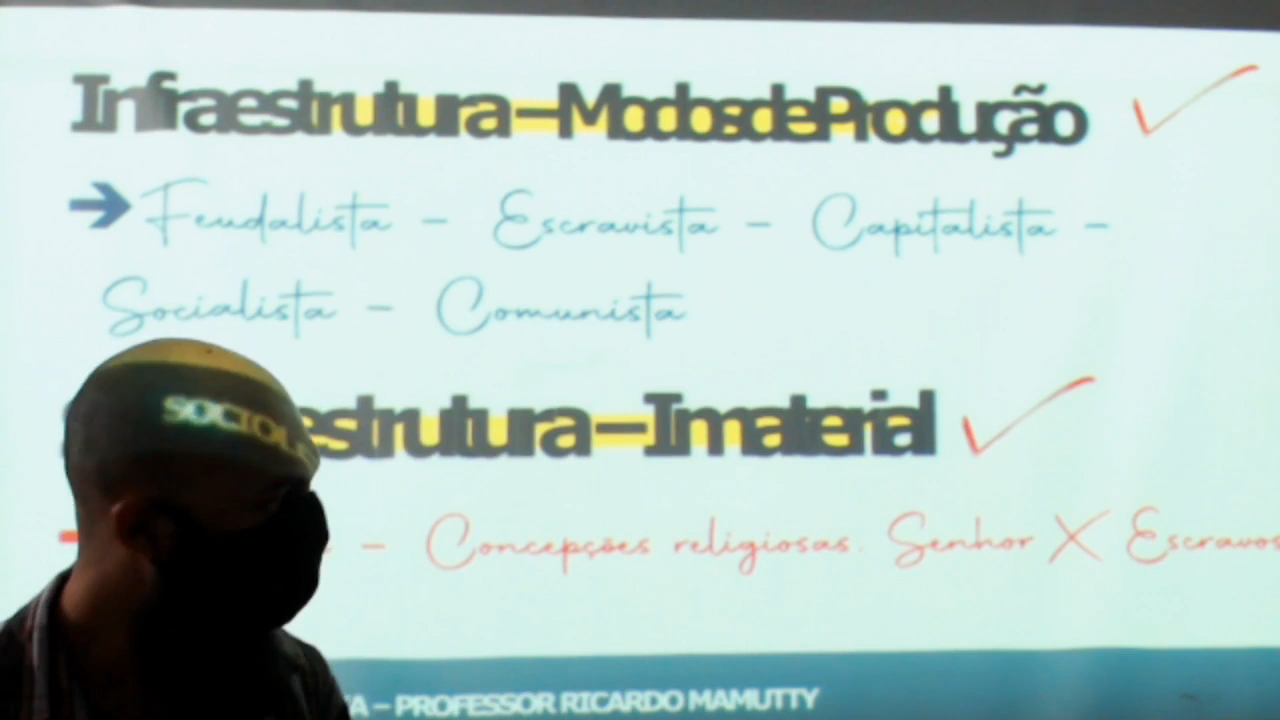 Infraestrutura – Modos de Produção
Feudalista – Escravista – Capitalista –
Socialista – Comunista
estrutura – Imaterial
– Concepções religiosas. Senhor X Escravos
SOCIOL
– PROFESSOR RICARDO MAMUTTY